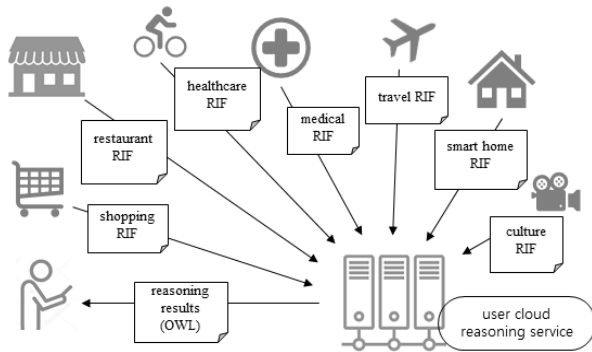 healthcare
RIF
travel RIF
medical
RIF
restaurant
RIF
smart home
RIF
shopping
RIF
culture
RIF
reasoning
results
(OWL)
user cloud
reasoning service